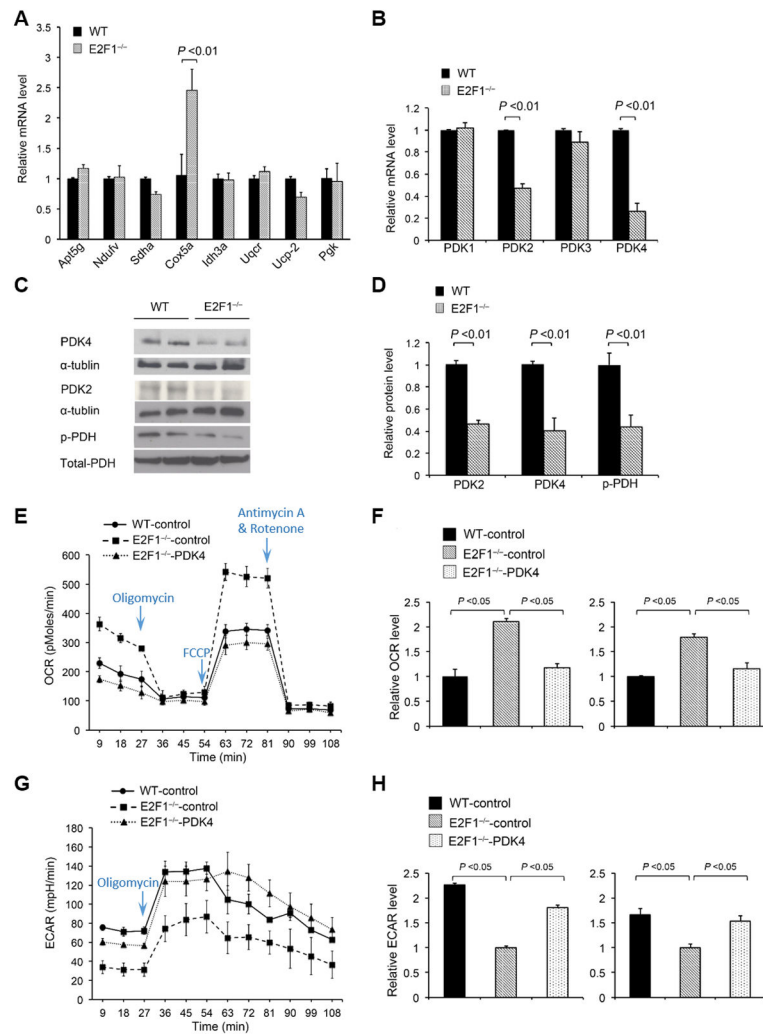 A
WT
E2F1⁻/⁻
P <0.01
Relative mRNA level
3.5
3
2.5
2
1.5
1
0.5
0
Apt5g
Ndufv
Sdha
Cox5a
Idh3a
Uqcr
Ucp-2
Pgk
B
WT
E2F1⁻/⁻
P <0.01
P <0.01
Relative mRNA level
1.2
1
0.8
0.6
0.4
0.2
0
PDK1
PDK2
PDK3
PDK4
C
WT
E2F1⁻/⁻
PDK4
α-tublin
PDK2
α-tublin
p-PDH
Total-PDH
D
WT
E2F1⁻/⁻
P <0.01
P <0.01
P <0.01
Relative protein level
1.2
1
0.8
0.6
0.4
0.2
0
PDK2
PDK4
p-PDH
E
WT-control
E2F1⁻/⁻-control
E2F1⁻/⁻-PDK4
Antimycin A
& Rotenone
Oligomycin
FCCP
OCR (pMoles/min)
600
500
400
300
200
100
0
9 18 27 36 45 54 63 72 81 90 99 108
Time (min)
F
WT-control
E2F1⁻/⁻-control
E2F1⁻/⁻-PDK4
P <0.05
P <0.05
P <0.05
P <0.05
Relative OCR level
2.5
2
1.5
1
0.5
0
2.5
2
1.5
1
0.5
0
G
WT-control
E2F1⁻/⁻-control
E2F1⁻/⁻-PDK4
Oligomycin
ECAR (mpH/min)
180
160
140
120
100
80
60
40
20
0
9 18 27 36 45 54 63 72 81 90 99 108
Time (min)
H
WT-control
E2F1⁻/⁻-control
E2F1⁻/⁻-PDK4
P <0.05
P <0.05
P <0.05
P <0.05
Relative ECAR level
2.5
2
1.5
1
0.5
0
2.5
2
1.5
1
0.5
0